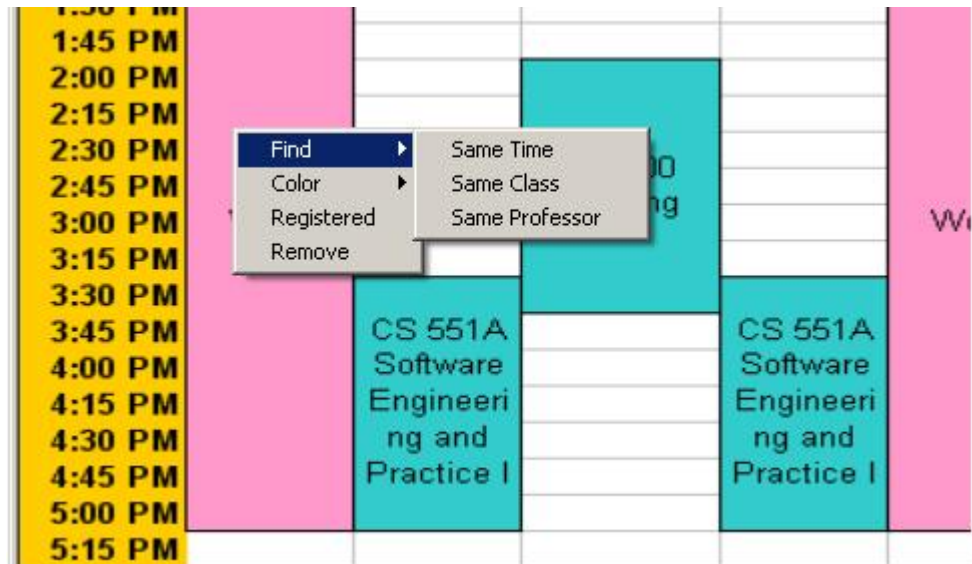 1:45 PM
2:00 PM
2:15 PM
2:30 PM
2:45 PM
3:00 PM
3:15 PM
3:30 PM
3:45 PM
4:00 PM
4:15 PM
4:30 PM
4:45 PM
5:00 PM
5:15 PM
Find
Color
Registered
Remove
Same Time
Same Class
Same Professor
CS 551A
Software
Engineeri
ng and
Practice I
CS 551A
Software
Engineeri
ng and
Practice I